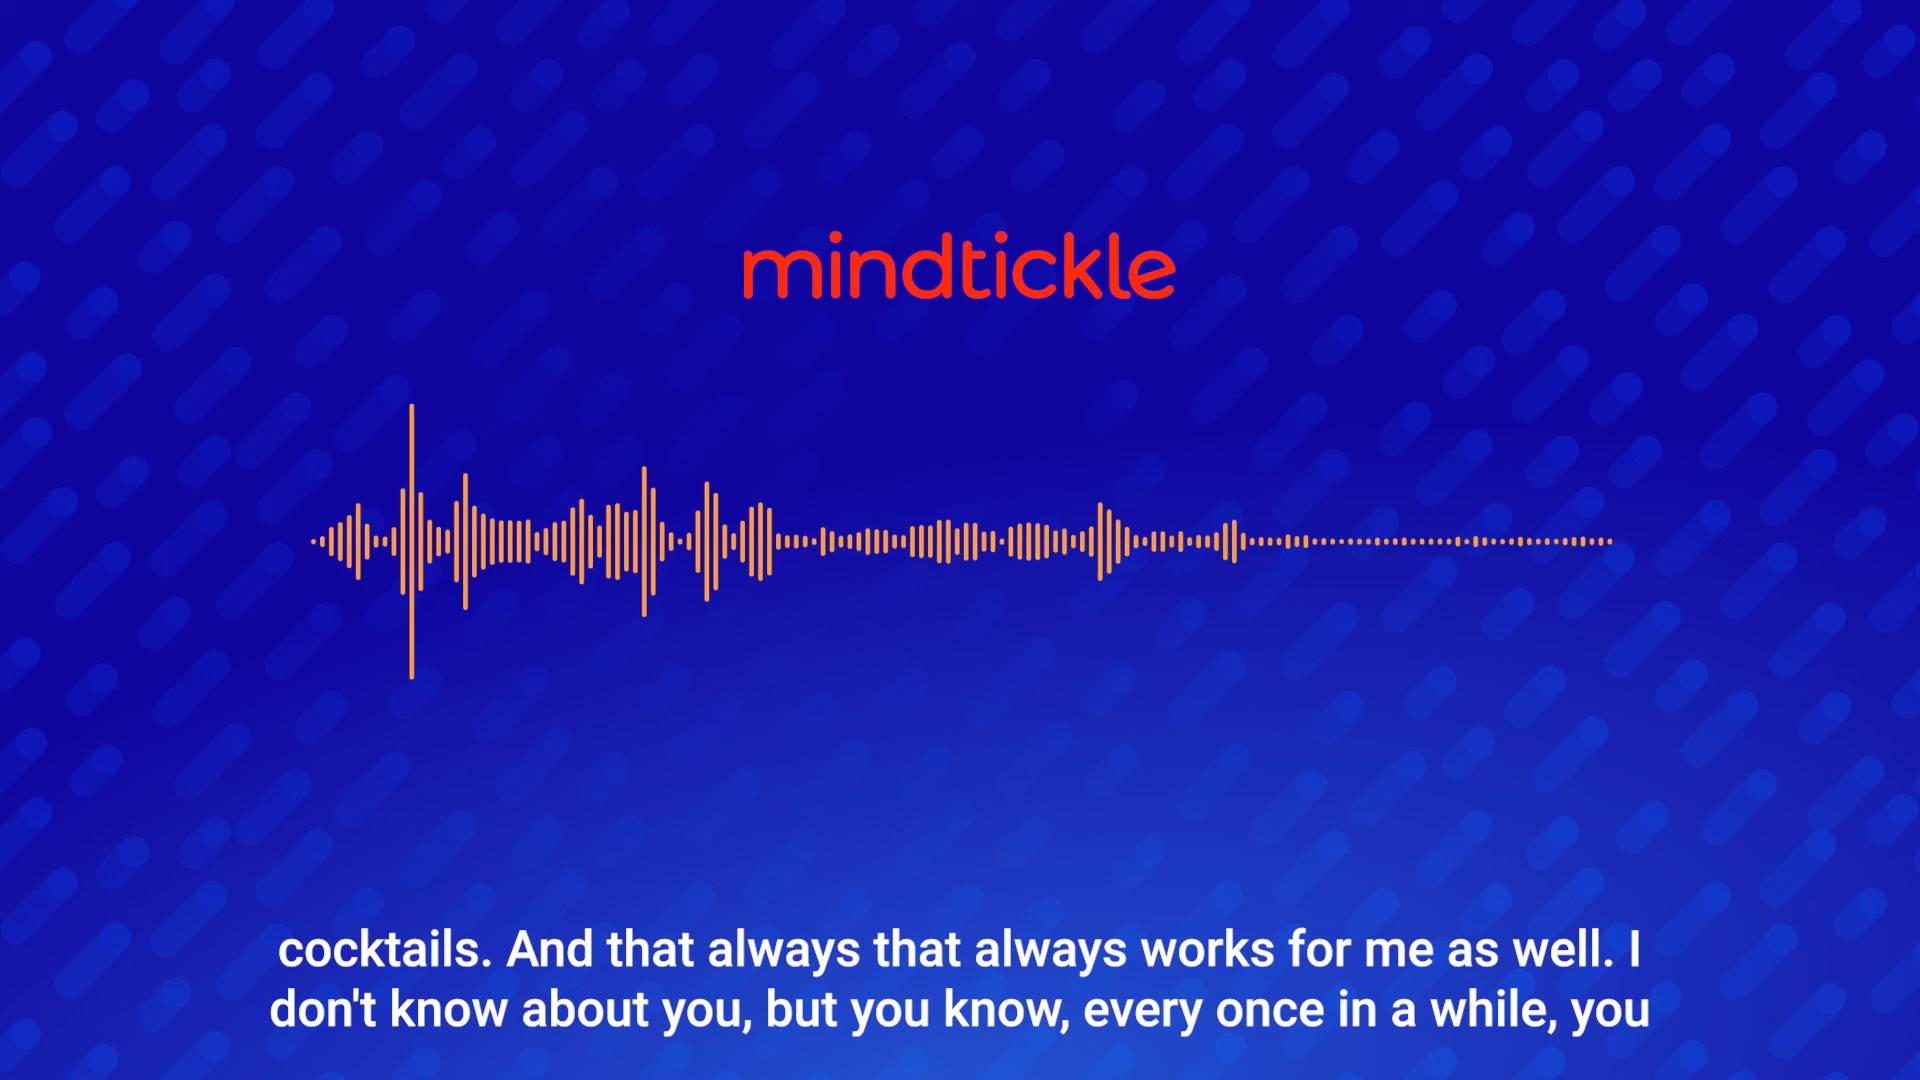 mindtickle
cocktails. And that always that always works for me as well. I
don't know about you, but you know, every once in a while, you